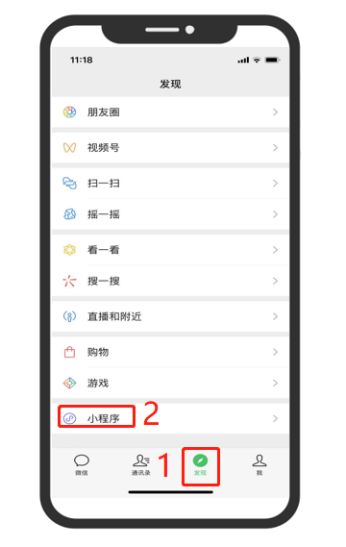 11:18
发现
朋友圈
视频号
扫一扫
摇一摇
看一看
搜一搜
直播和附近
购物
游戏
小程序
2
1
微信
通讯录
发现
我